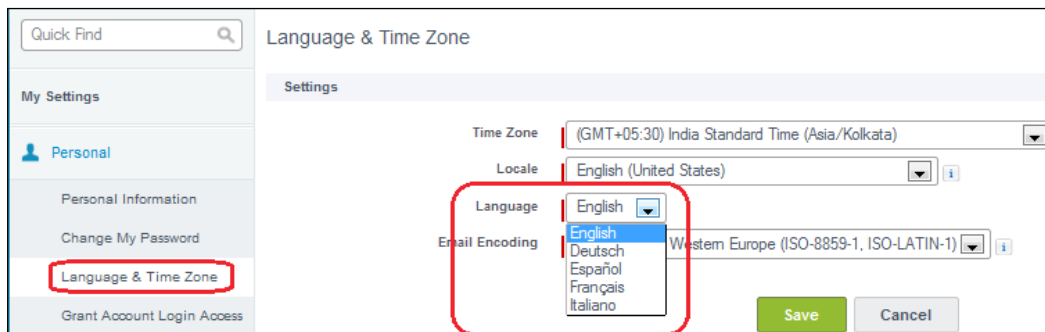 Quick Find
My Settings
Personal
Personal Information
Change My Password
Language & Time Zone
Grant Account Login Access
Language & Time Zone
Settings
Time Zone (GMT+05:30) India Standard Time (Asia/Kolkata)
Locale English (United States)
Language English
English
Deutsch
Español
Français
Italiano
Email Encoding Western Europe (ISO-8859-1, ISO-LATIN-1)
Save Cancel